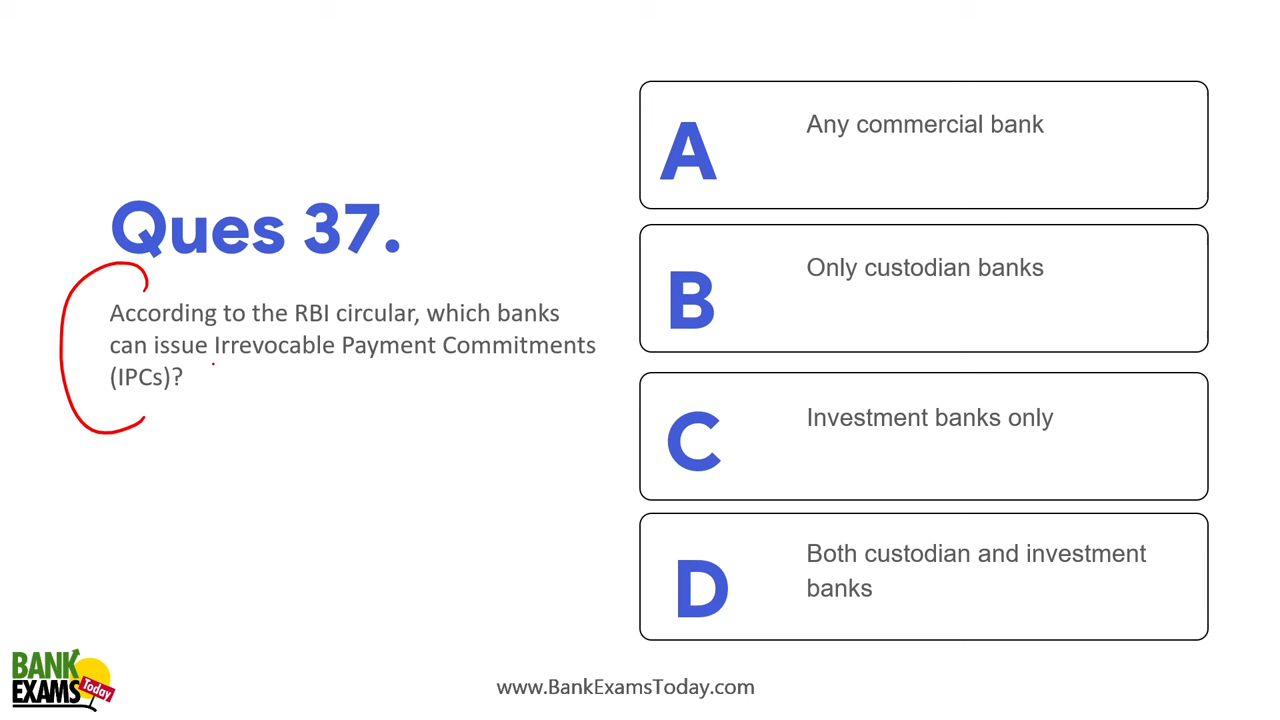 Ques 37.
According to the RBI circular, which banks
can issue Irrevocable Payment Commitments
(IPCs)?
A
Any commercial bank
B
Only custodian banks
C
Investment banks only
D
Both custodian and investment
banks
BANK
EXAMS
Today
www.BankExamsToday.com